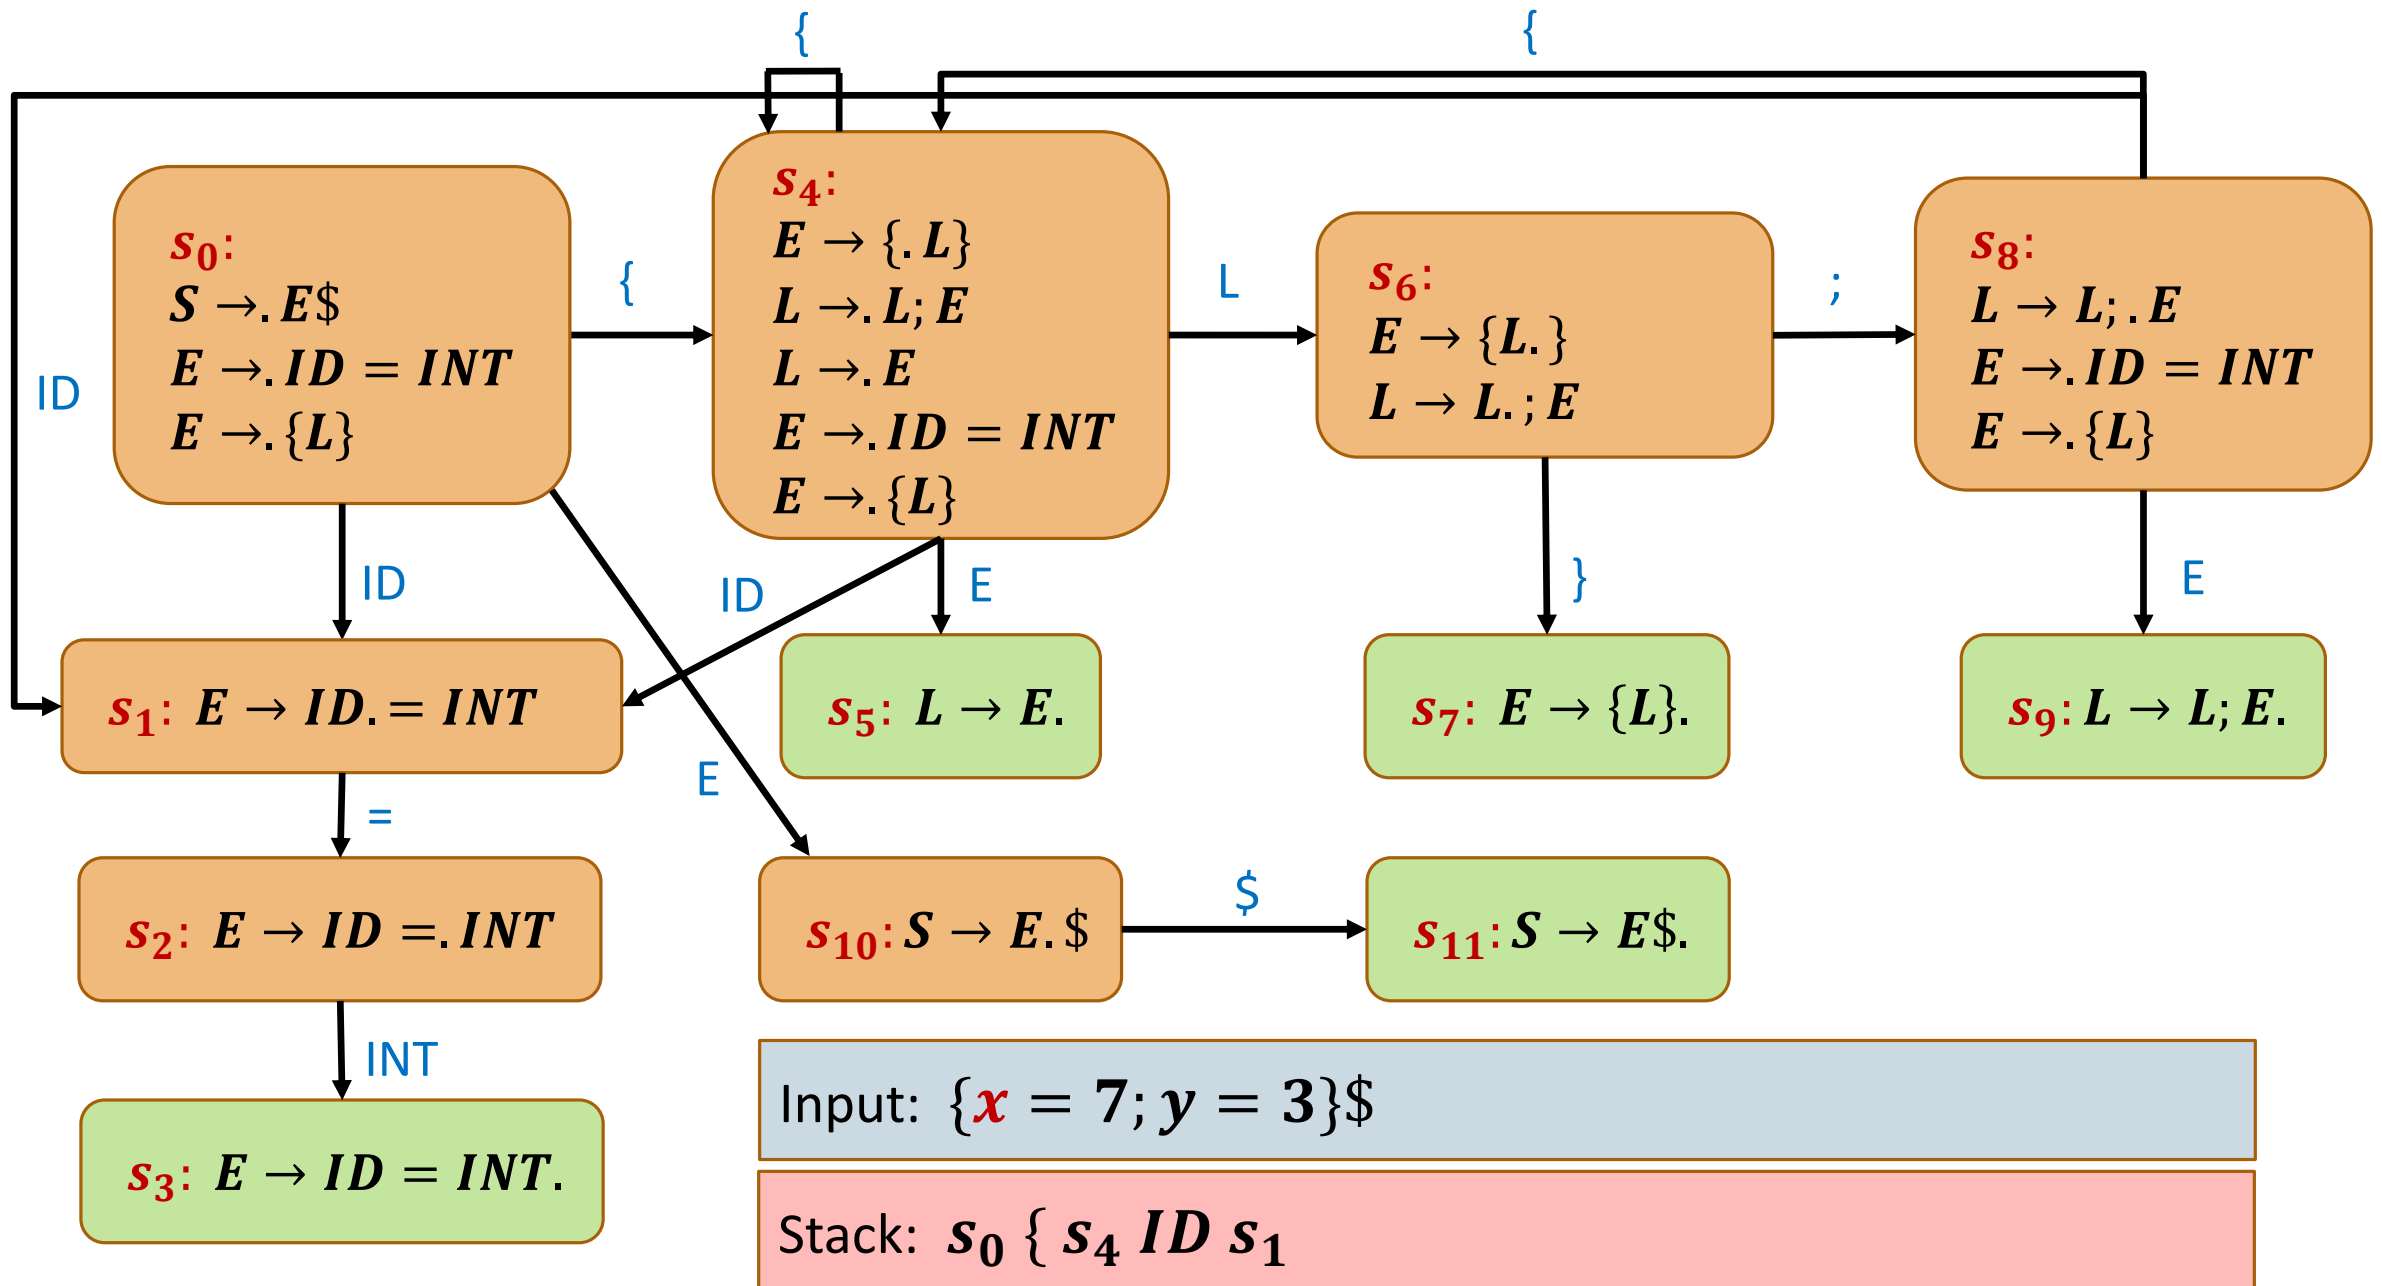 {
{
s₀:
S → . E$
E → . ID = INT
E → . {L}
{
s₄:
E → {. L}
L → . L; E
L → . E
E → . ID = INT
E → . {L}
L
s₆:
E → {L. }
L → L. ; E
;
s₈:
L → L; . E
E → . ID = INT
E → . {L}
ID
ID
ID
E
}
E
s₁: E → ID. = INT
s₅: L → E.
s₇: E → {L}.
s₉: L → L; E.
=
E
s₂: E → ID =. INT
s₁₀: S → E. $
$
s₁₁: S → E$.
INT
s₃: E → ID = INT.
Input: {x = 7; y = 3}$
Stack: s₀ { s₄ ID s₁